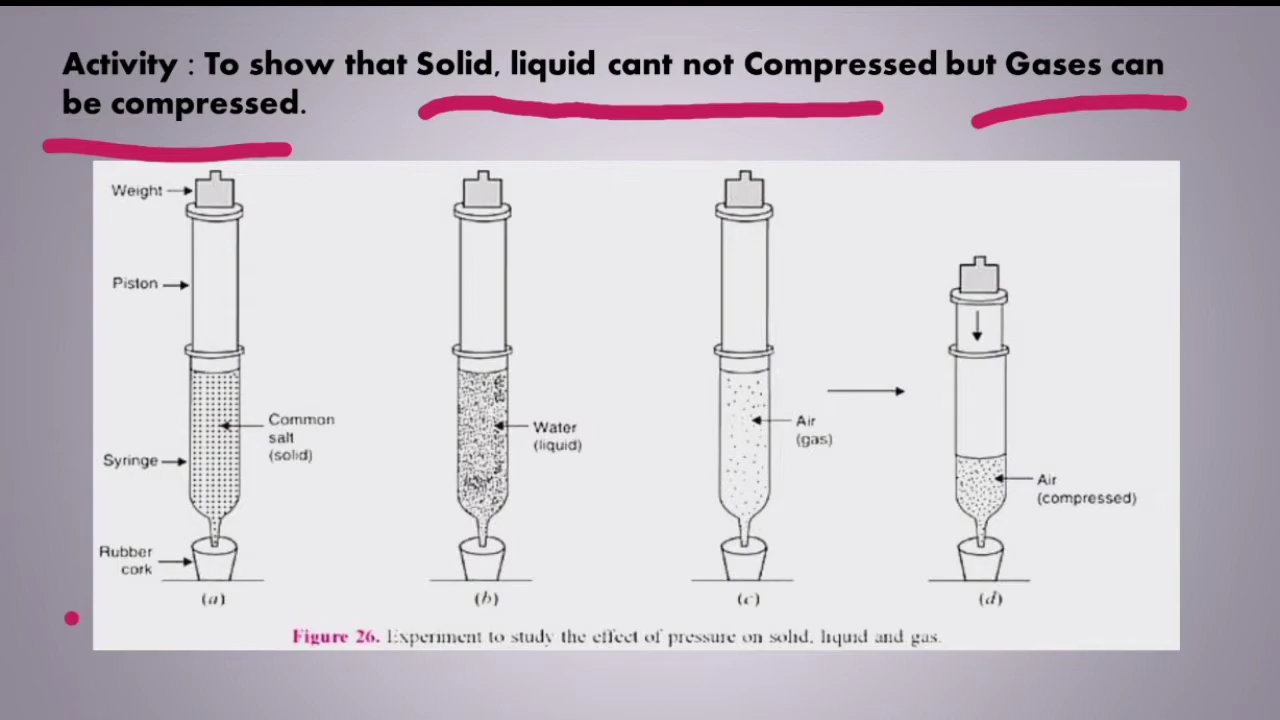 Activity : To show that Solid, liquid cant not Compressed but Gases can
be compressed.
Weight
Piston
Common
salt
(solid)
Syringe
Rubber
cork
(a)
Water
(liquid)
(b)
Air
(gas)
(c)
Air
(compressed)
(d)
Figure 26. Experiment to study the effect of pressure on solid, liquid and gas.